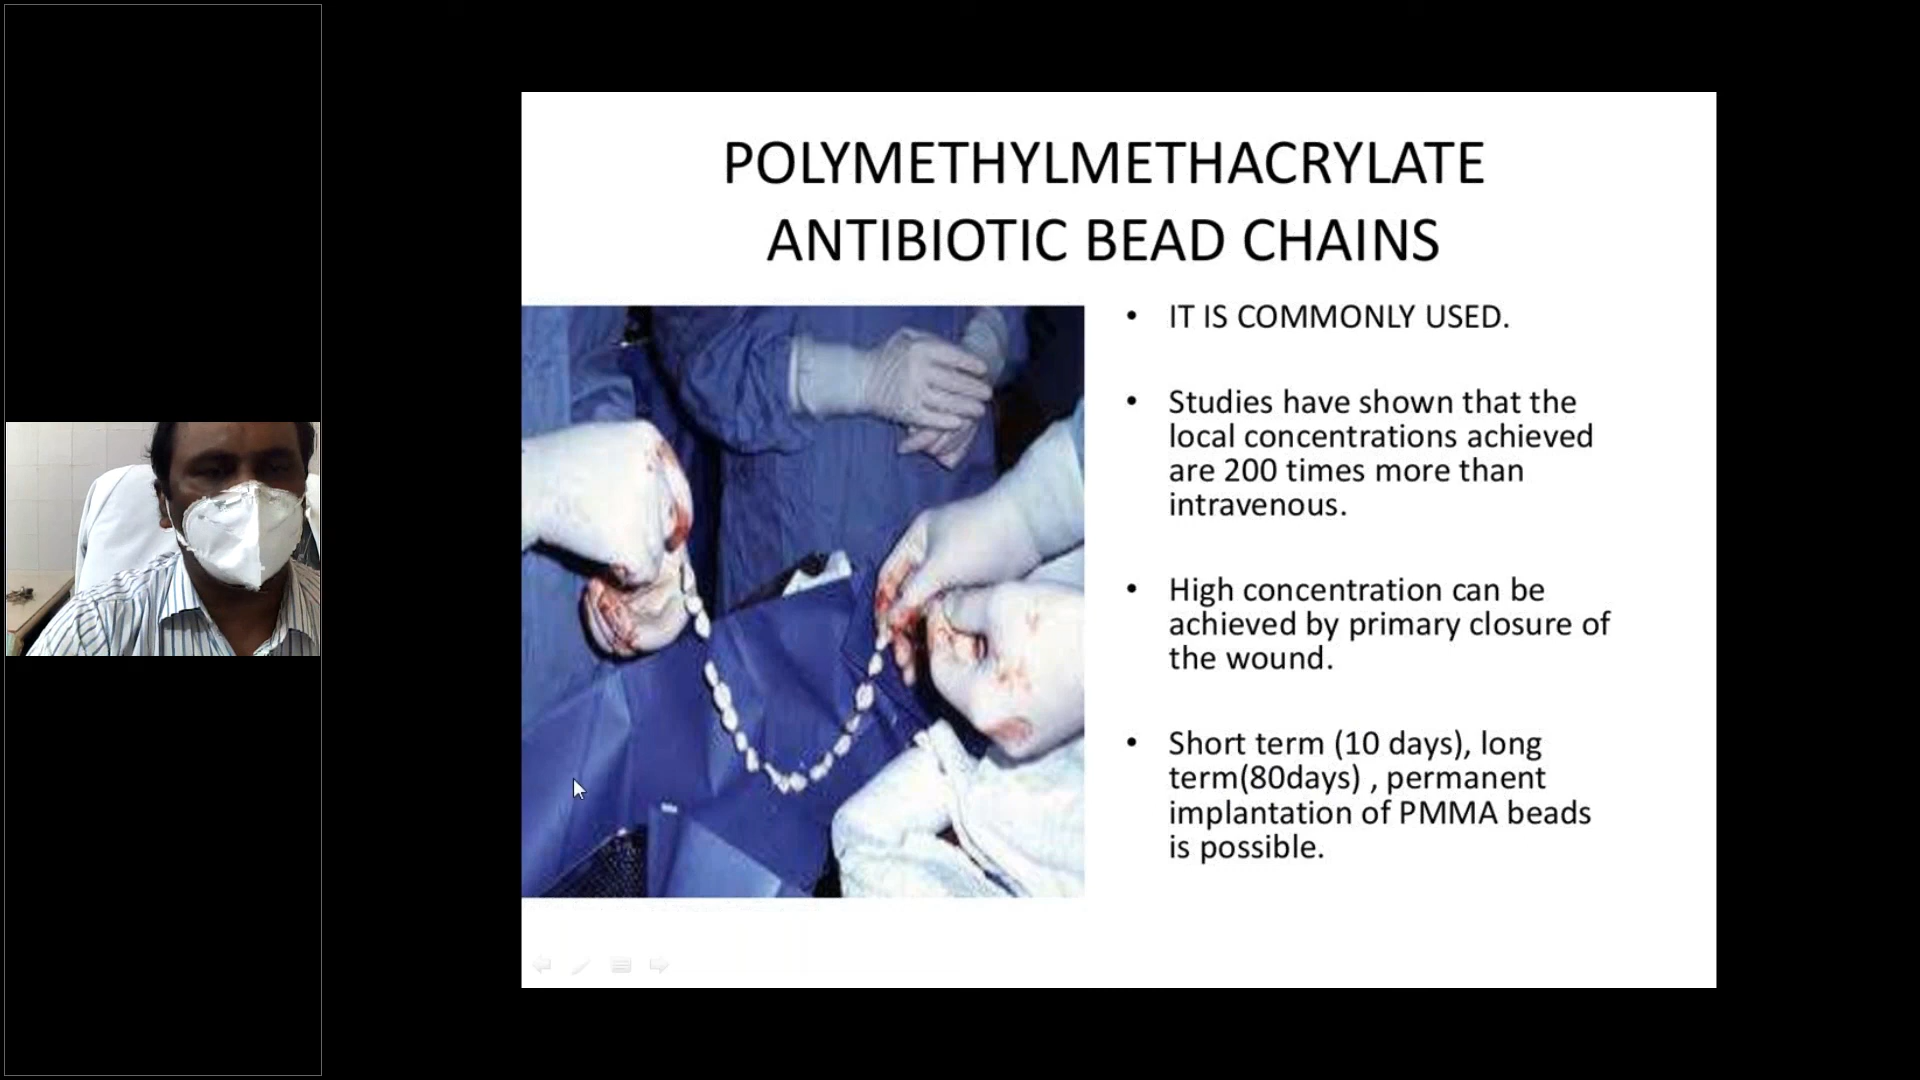 POLYMETHYLMETHACRYLATE
ANTIBIOTIC BEAD CHAINS
• IT IS COMMONLY USED.
• Studies have shown that the
local concentrations achieved
are 200 times more than
intravenous.
• High concentration can be
achieved by primary closure of
the wound.
• Short term (10 days), long
term(80days) , permanent
implantation of PMMA beads
is possible.